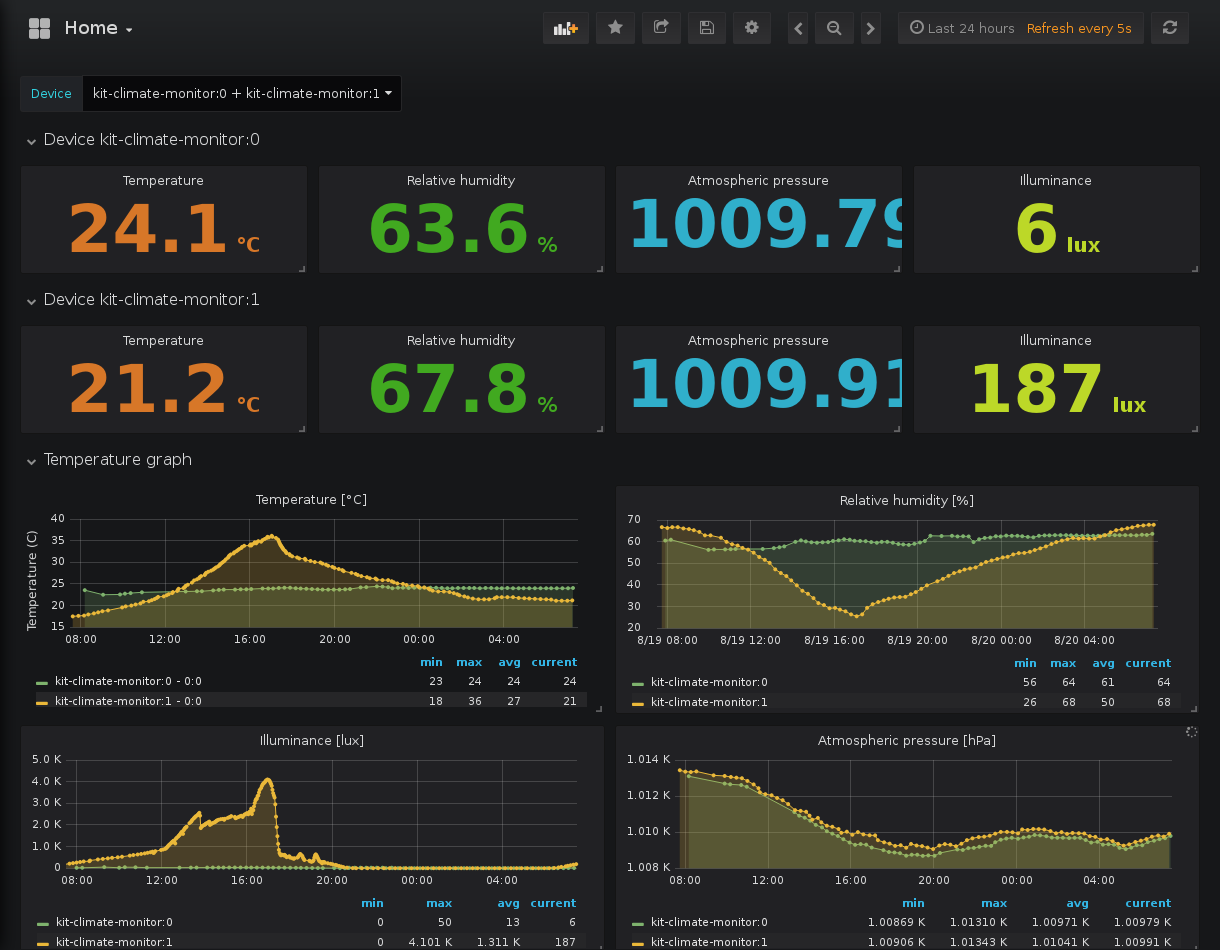 Home
Last 24 hours Refresh every 5s
Device kit-climate-monitor:0 + kit-climate-monitor:1
Device kit-climate-monitor:0
Temperature Relative humidity Atmospheric pressure Illuminance
24.1 °C 63.6 % 1009.79 6 lux
Device kit-climate-monitor:1
Temperature Relative humidity Atmospheric pressure Illuminance
21.2 °C 67.8 % 1009.91 187 lux
Temperature graph
Temperature [°C]
Temperature (C)
40
35
30
25
20
15
08:00 12:00 16:00 20:00 00:00 04:00
min max avg current
kit-climate-monitor:0 - 0:0 23 24 24 24
kit-climate-monitor:1 - 0:0 18 36 27 21
Relative humidity [%]
70
60
50
40
30
20
8/19 08:00 8/19 12:00 8/19 16:00 8/19 20:00 8/20 00:00 8/20 04:00
min max avg current
kit-climate-monitor:0 56 64 61 64
kit-climate-monitor:1 26 68 50 68
Illuminance [lux]
5.0 K
4.0 K
3.0 K
2.0 K
1.0 K
0
08:00 12:00 16:00 20:00 00:00 04:00
min max avg current
kit-climate-monitor:0 0 50 13 6
kit-climate-monitor:1 0 4.101 K 1.311 K 187
Atmospheric pressure [hPa]
1.014 K
1.012 K
1.010 K
1.008 K
08:00 12:00 16:00 20:00 00:00 04:00
min max avg current
kit-climate-monitor:0 1.00869 K 1.01310 K 1.00971 K 1.00979 K
kit-climate-monitor:1 1.00906 K 1.01343 K 1.01041 K 1.00991 K